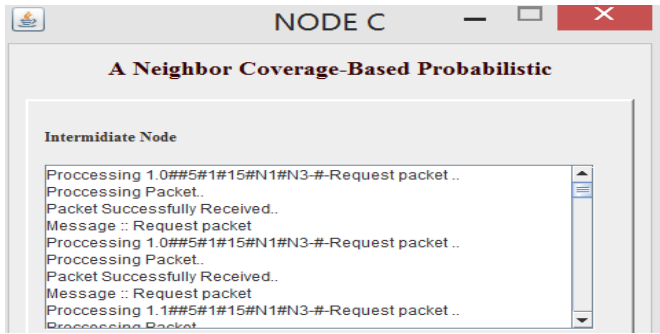 NODE C
A Neighbor Coverage-Based Probabilistic
Intermidiate Node
Proccessing 1.0##5#1#15#N1#N3-#-Request packet ..
Proccessing Packet..
Packet Successfully Received..
Message :: Request packet
Proccessing 1.0##5#1#15#N1#N3-#-Request packet ..
Proccessing Packet..
Packet Successfully Received..
Message :: Request packet
Proccessing 1.1##5#1#15#N1#N3-#-Request packet ..
Proccessing Packet